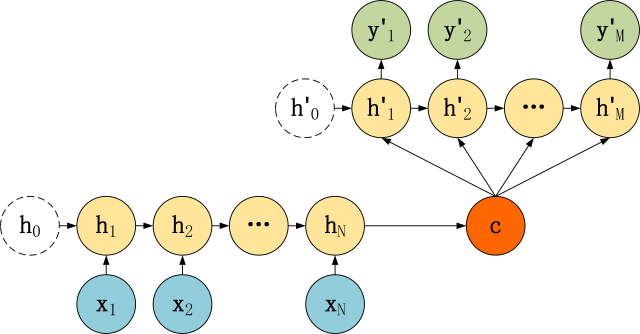 y'₁ y'₂ y'M
h'₀ h'₁ h'₂ ... h'M
h₀ h₁ h₂ ... hN c
x₁ x₂ xN